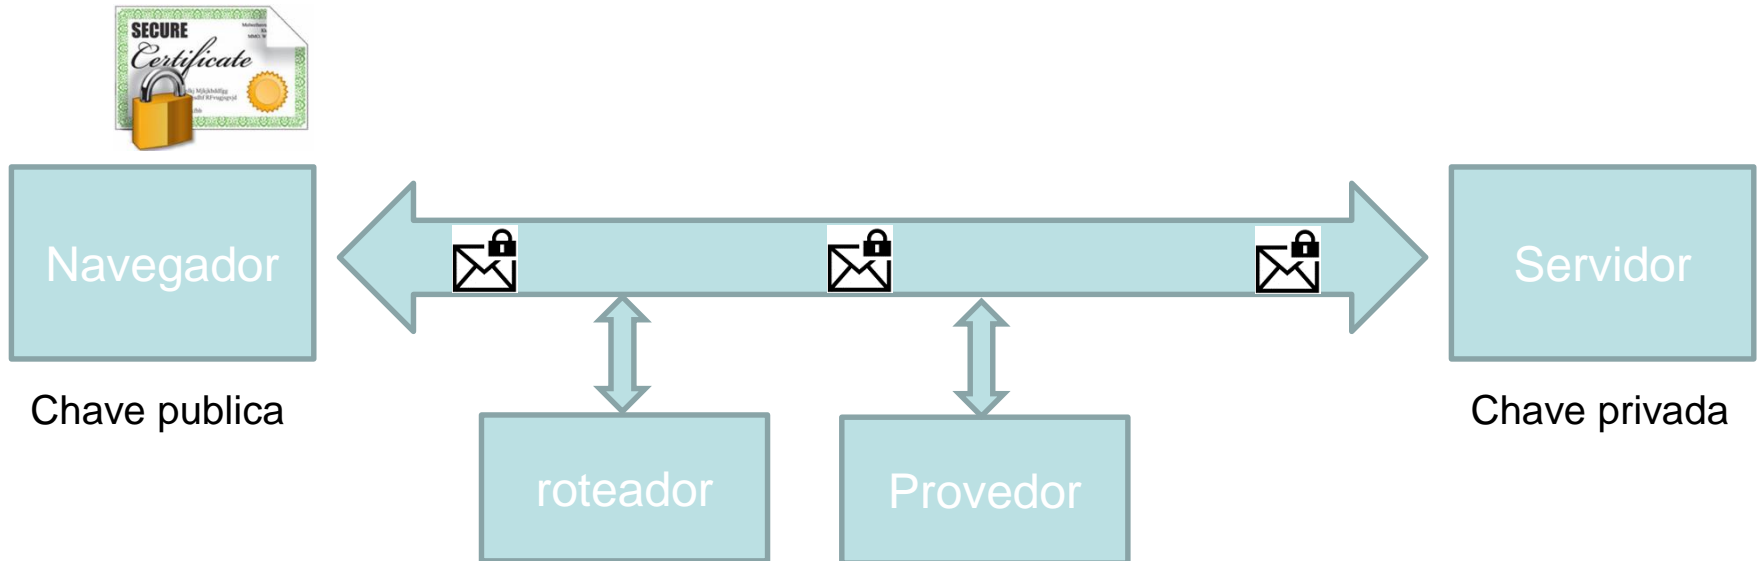 SECURE
Certificate
Navegador
Servidor
Chave publica
Chave privada
roteador
Provedor